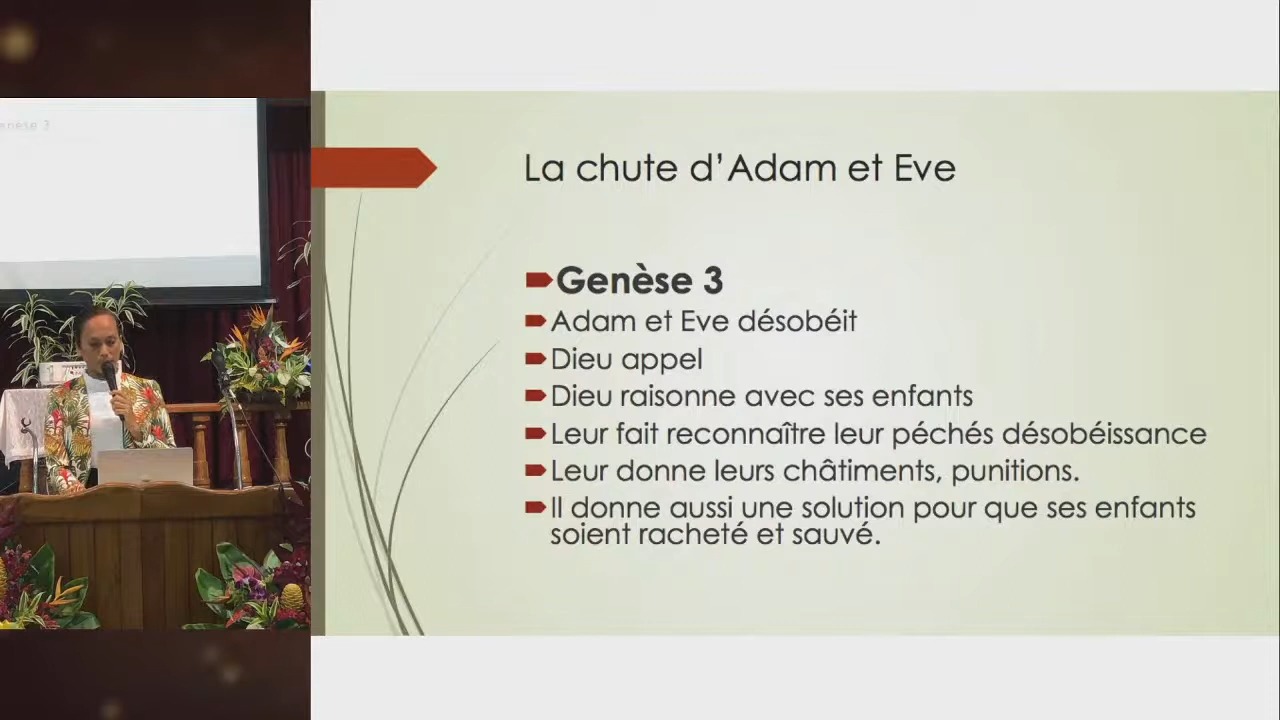 enèse 3
La chute d’Adam et Eve
Genèse 3
Adam et Eve désobéit
Dieu appel
Dieu raisonne avec ses enfants
Leur fait reconnaître leur péchés désobéissance
Leur donne leurs châtiments, punitions.
Il donne aussi une solution pour que ses enfants
soient racheté et sauvé.